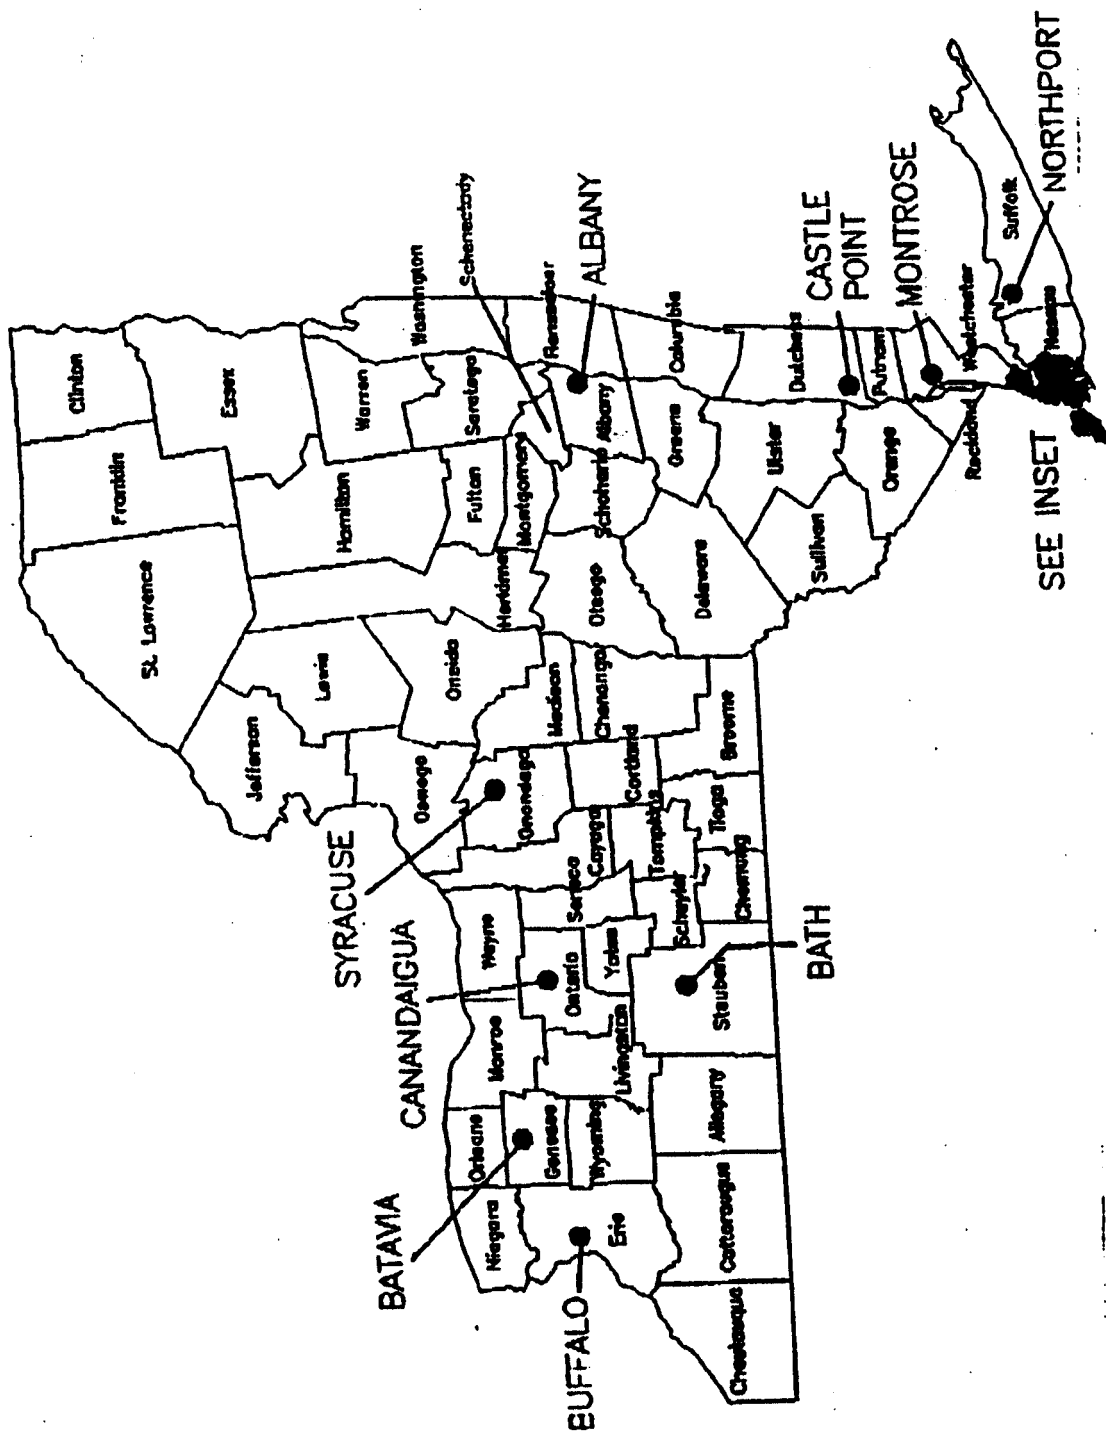 Clinton
Franklin
St. Lawrence
Essex
Jefferson
Lewis
Hamilton
Warren
Washington
Herkimer
Oneida
Oswego
Fulton
Saratoga
Schenectady
Montgomery
Rensselaer
Albany
ALBANY
Schoharie
Otsego
Madison
Chenango
Onondaga
SYRACUSE
Cortland
Cayuga
Seneca
Wayne
CANANDAIGUA
Ontario
Yates
Monroe
Livingston
Orleans
Genesee
Wyoming
BATAVIA
Niagara
Erie
BUFFALO
Cattaraugus
Allegany
Steuben
BATH
Schuyler
Chemung
Tompkins
Tioga
Broome
Delaware
Greene
Columbia
Ulster
Dutchess
Sullivan
Orange
Putnam
CASTLE
POINT
MONTROSE
Westchester
Rockland
Nassau
Suffolk
NORTHPORT
SEE INSET